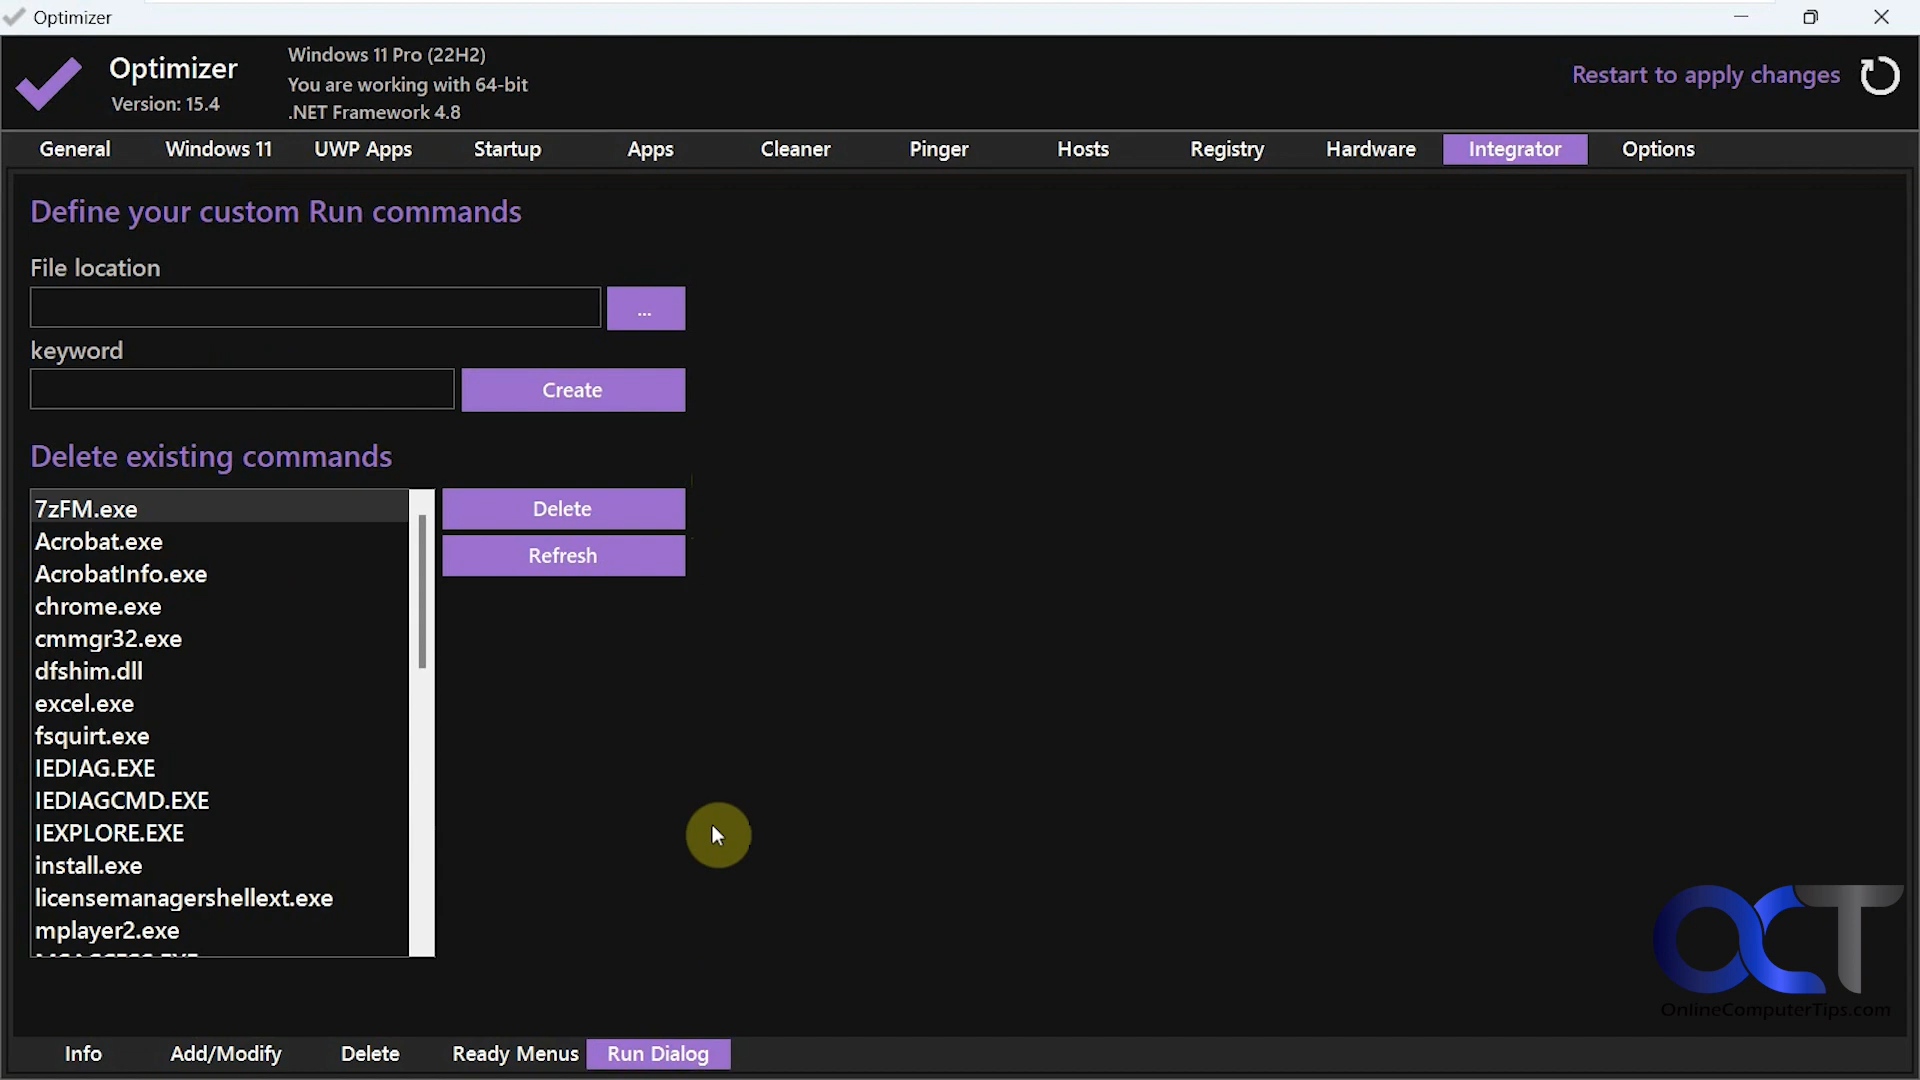 Optimizer
Optimizer
Version: 15.4
Windows 11 Pro (22H2)
You are working with 64-bit
.NET Framework 4.8
Restart to apply changes
General Windows 11 UWP Apps Startup Apps Cleaner Pinger Hosts Registry Hardware Integrator Options
Define your custom Run commands
File location
...
keyword
Create
Delete existing commands
7zFM.exe
Acrobat.exe
AcrobatInfo.exe
chrome.exe
cmmgr32.exe
dfshim.dll
excel.exe
fsquirt.exe
IEDIAG.EXE
IEDIAGCMD.EXE
IEXPLORE.EXE
install.exe
licensemanagershellext.exe
mplayer2.exe
Delete
Refresh
OCT
OnlineComputerTips.com
Info Add/Modify Delete Ready Menus Run Dialog